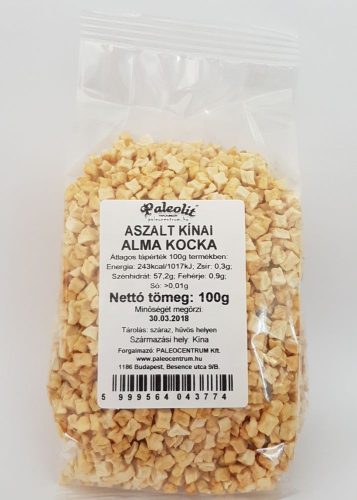 Paleolit
paleocentrum.hu
ASZALT KÍNAI
ALMA KOCKA
Átlagos tápérték 100g termékben:
Energia: 243kcal/1017kJ; Zsír: 0,3g;
Szénhidrát: 57,2g; Fehérje: 0,9g;
Só: >0,01g
Nettó tömeg: 100g
Minőségét megőrzi:
30.03.2018
Tárolás: száraz, hűvös helyen
Származási hely: Kína
Forgalmazó: PALEOCENTRUM Kft.
www.paleocentrum.hu
1186 Budapest, Besence utca 9/B.
5 999564 043774